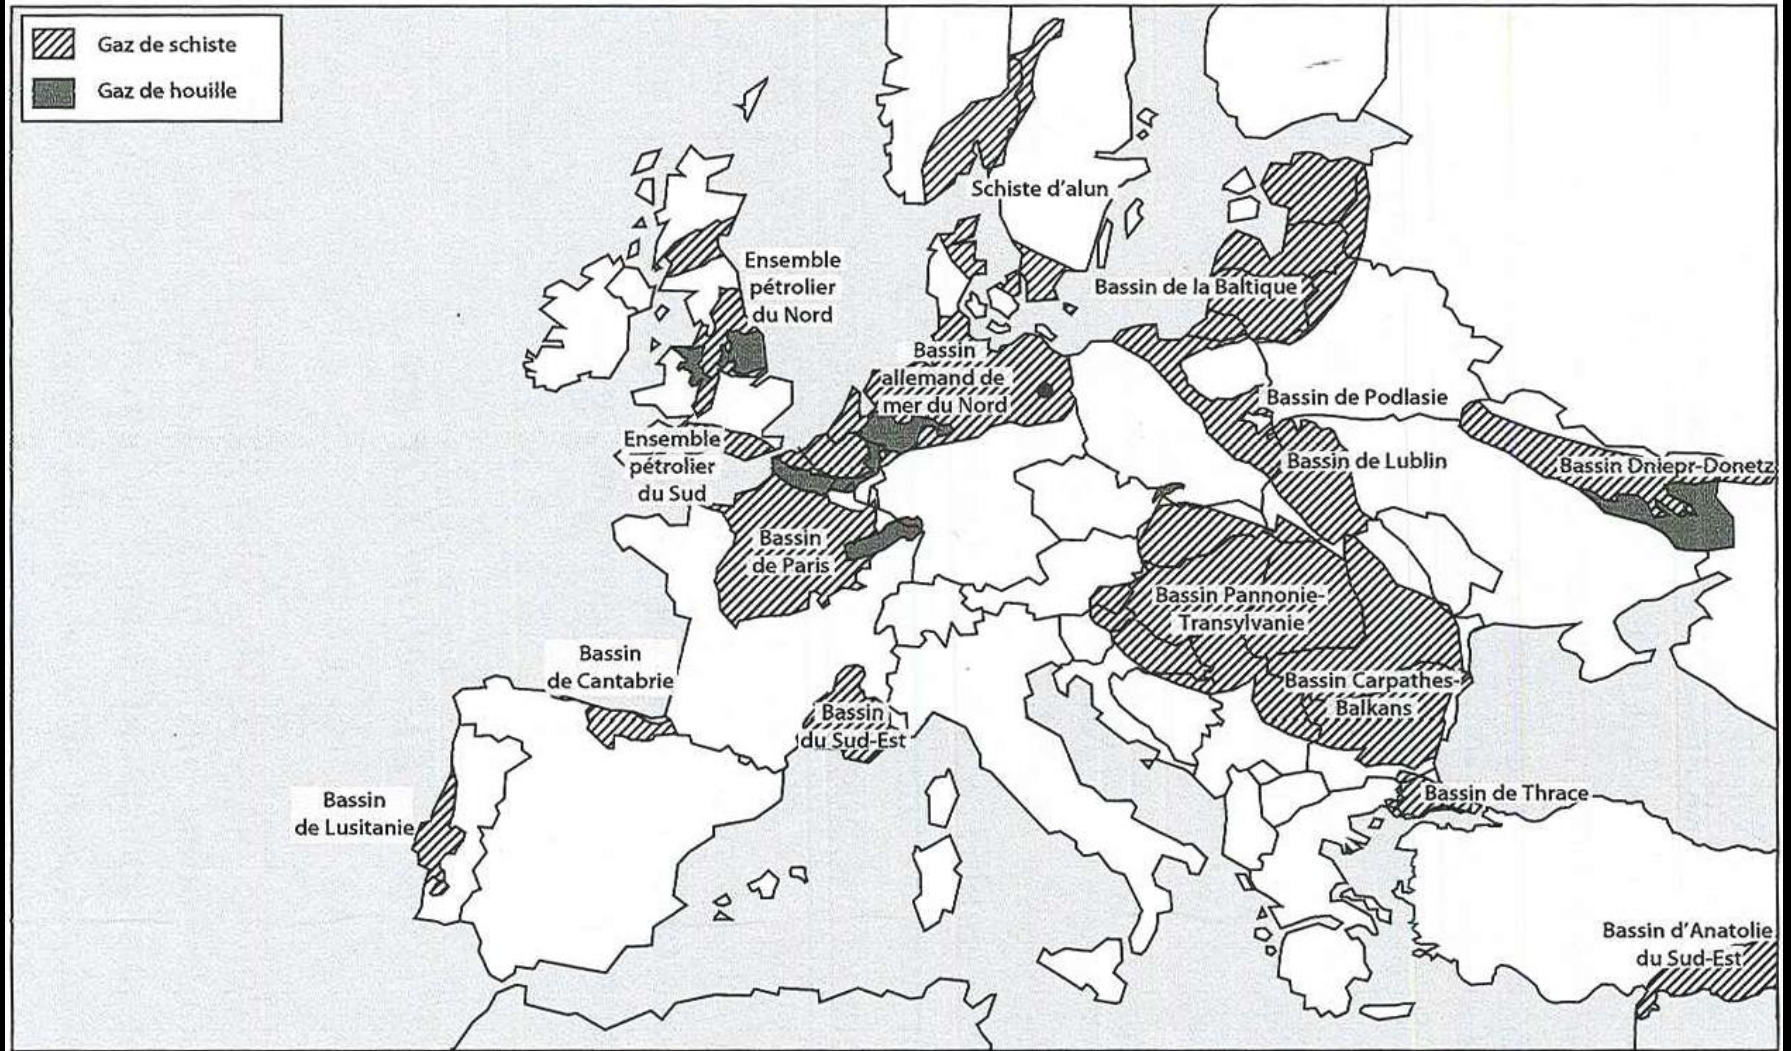 Gaz de schiste
Gaz de houille
Schiste d'alun
Ensemble
pétrolier
du Nord
Bassin de la Baltique
Bassin
allemand de
mer du Nord
Bassin de Podlasie
Ensemble
pétrolier
du Sud
Bassin de Lublin
Bassin Dniepr-Donetz
Bassin
de Paris
Bassin Pannonie-
Transylvanie
Bassin
de Cantabrie
Bassin Carpathes-
Balkans
Bassin
du Sud-Est
Bassin
de Lusitanie
Bassin de Thrace
Bassin d'Anatolie
du Sud-Est